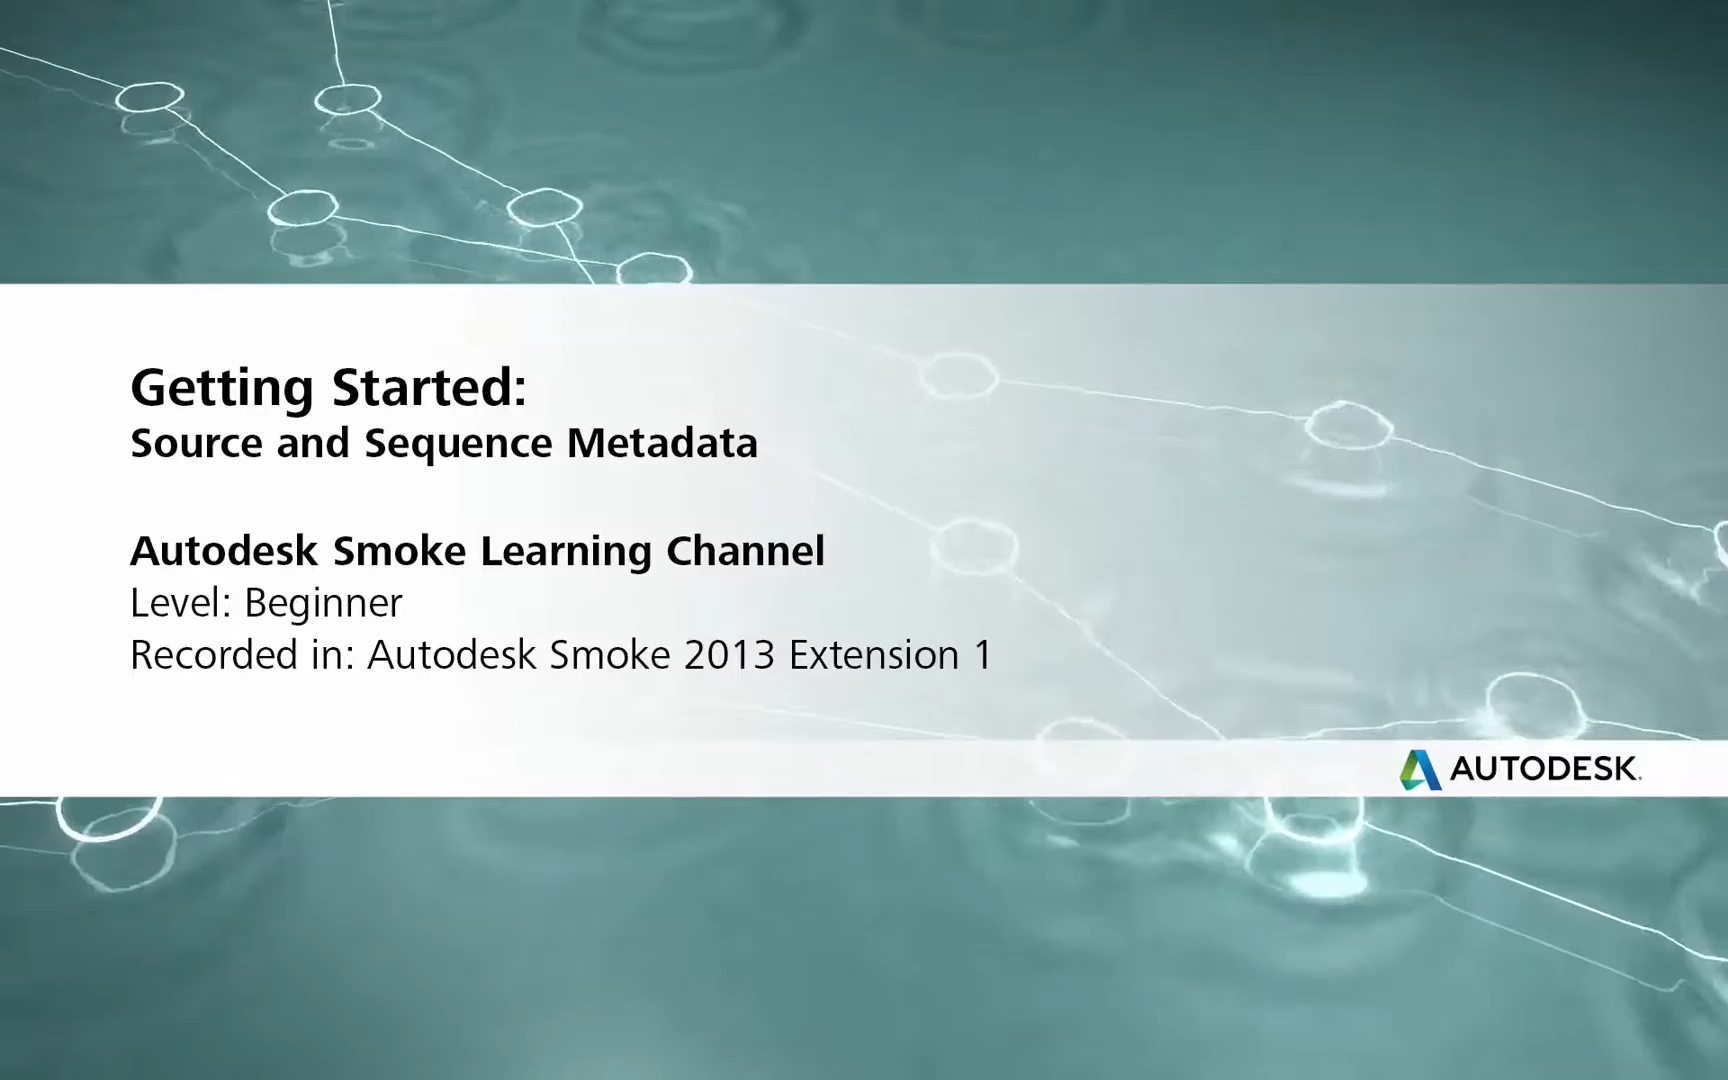 Getting Started:
Source and Sequence Metadata
Autodesk Smoke Learning Channel
Level: Beginner
Recorded in: Autodesk Smoke 2013 Extension 1
AUTODESK.